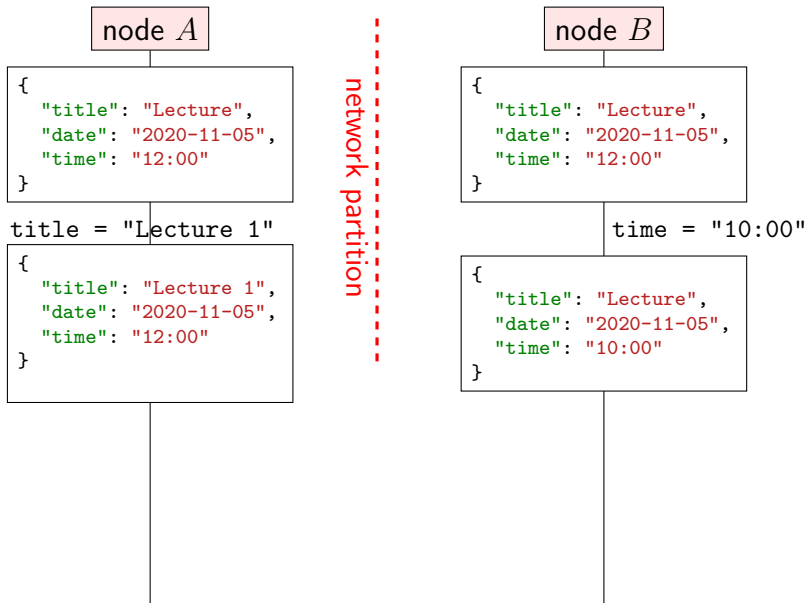 node A
{
  "title": "Lecture",
  "date": "2020-11-05",
  "time": "12:00"
}
title = "Lecture 1"
{
  "title": "Lecture 1",
  "date": "2020-11-05",
  "time": "12:00"
}
network partition
node B
{
  "title": "Lecture",
  "date": "2020-11-05",
  "time": "12:00"
}
time = "10:00"
{
  "title": "Lecture",
  "date": "2020-11-05",
  "time": "10:00"
}